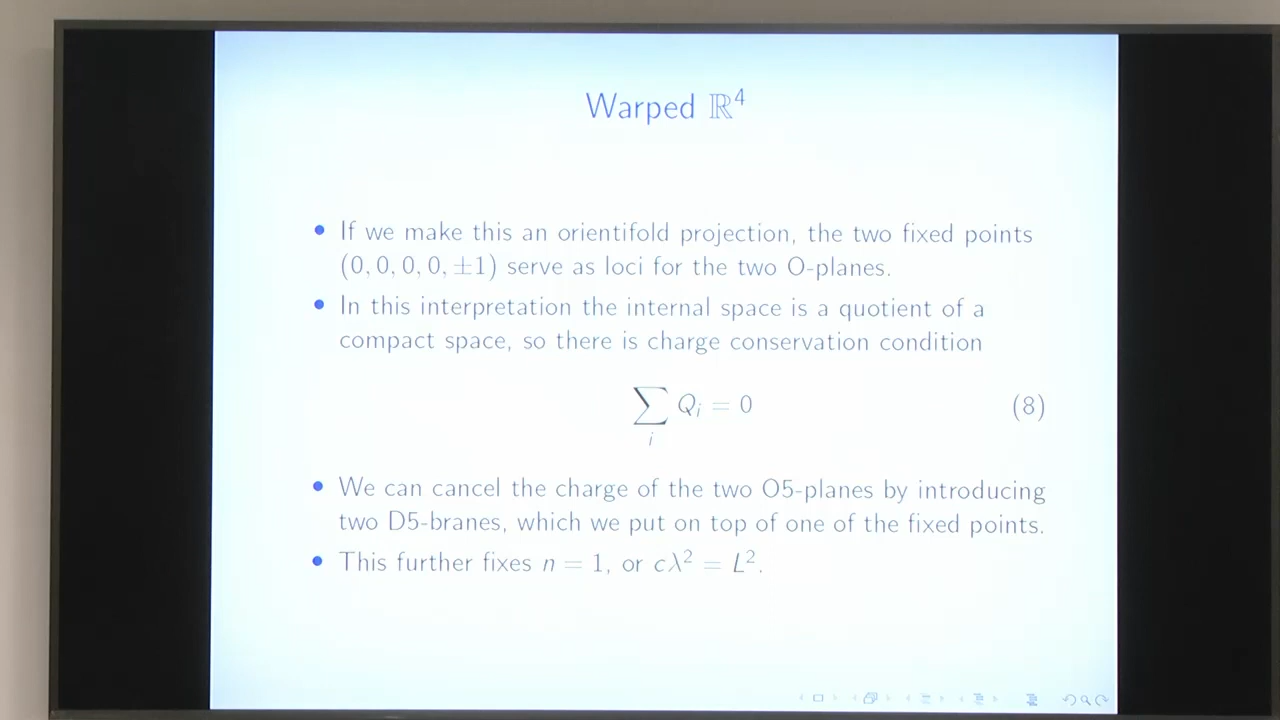 Warped ℝ⁴
• If we make this an orientifold projection, the two fixed points
(0, 0, 0, 0, ±1) serve as loci for the two O-planes.
• In this interpretation the internal space is a quotient of a
compact space, so there is charge conservation condition
∑ᵢ Qᵢ = 0 (8)
• We can cancel the charge of the two O5-planes by introducing
two D5-branes, which we put on top of one of the fixed points.
• This further fixes n = 1, or cλ² = L².